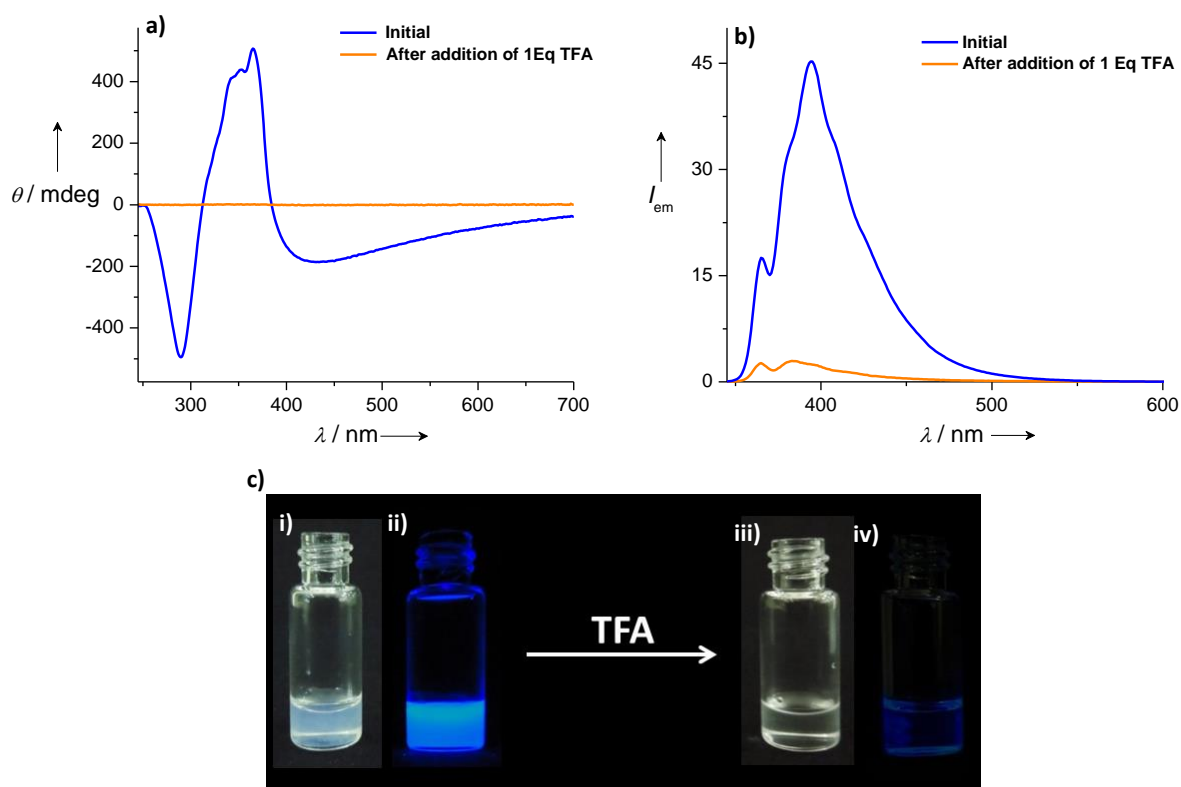 a)
Initial
After addition of 1Eq TFA
400
200
0
-200
-400
θ / mdeg
300 400 500 600 700
λ / nm
b)
Initial
After addition of 1 Eq TFA
45
30
15
0
Iem
400 500 600
λ / nm
c)
i) ii) iii) iv)
TFA